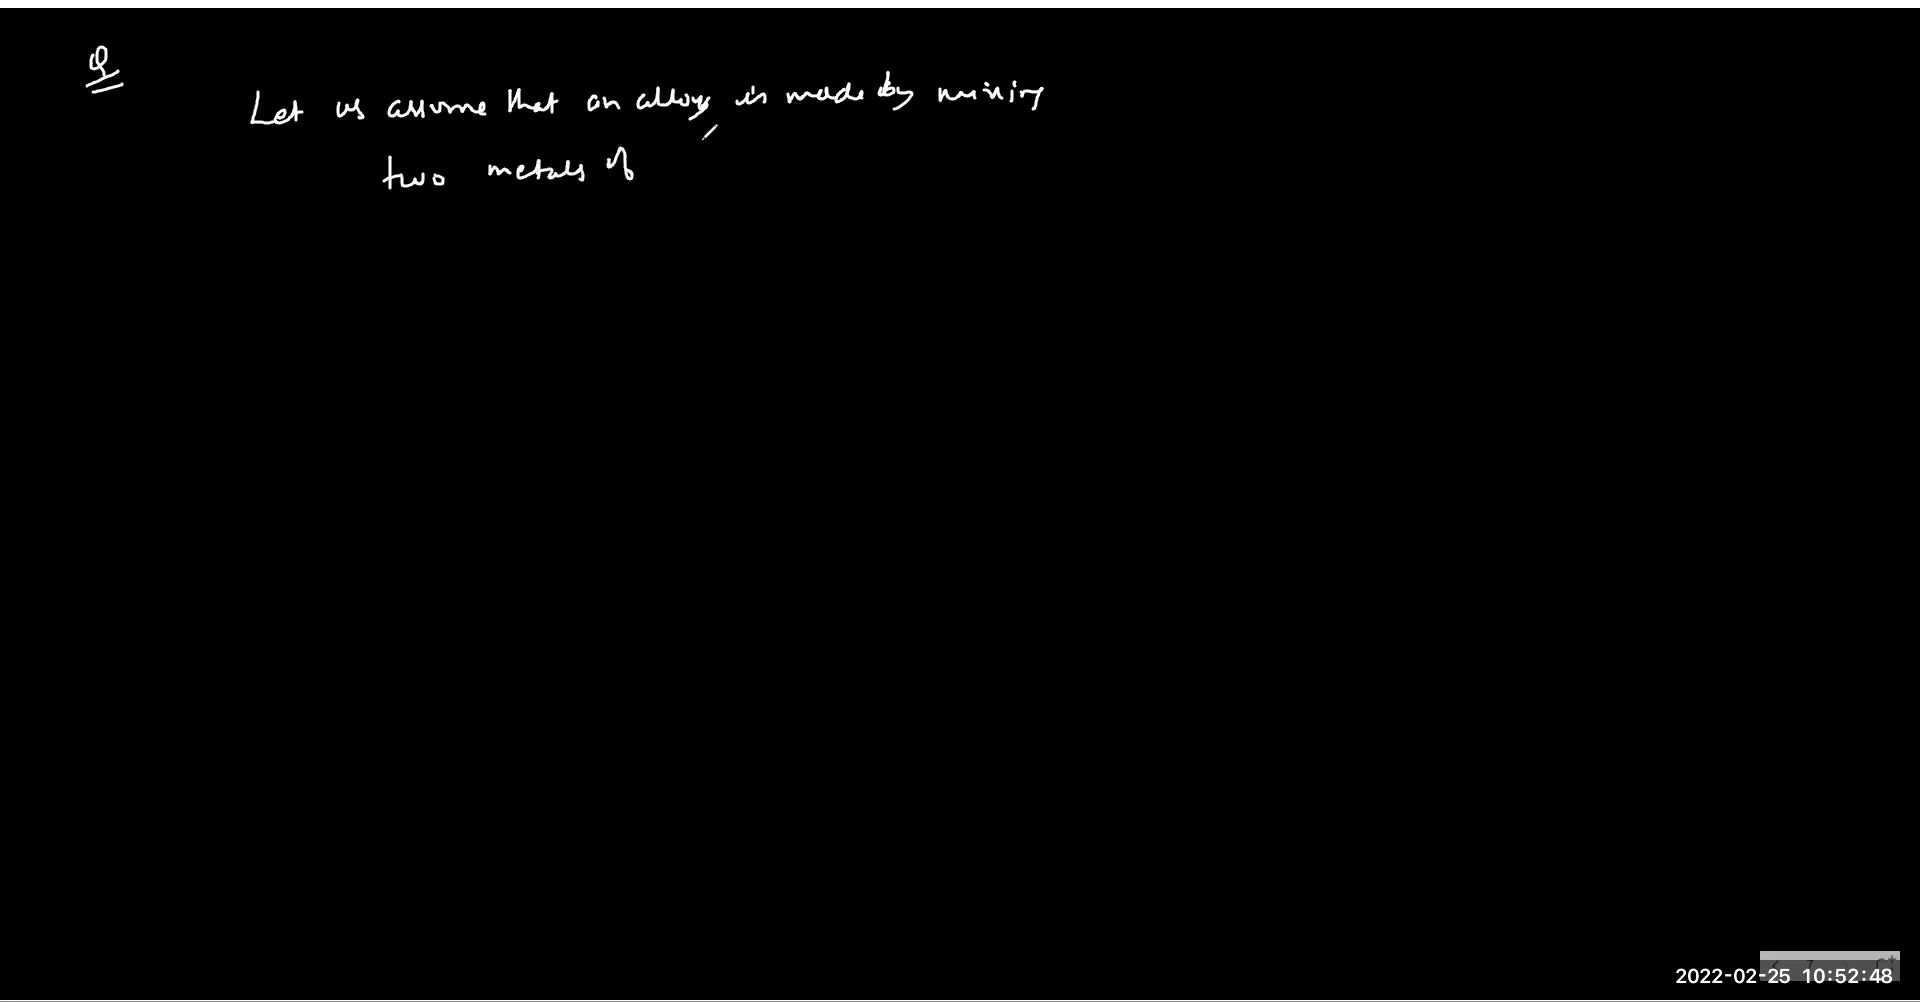 Q
Let us assume that an alloy is made by mixing
two metals of
2022-02-25 10:52:48